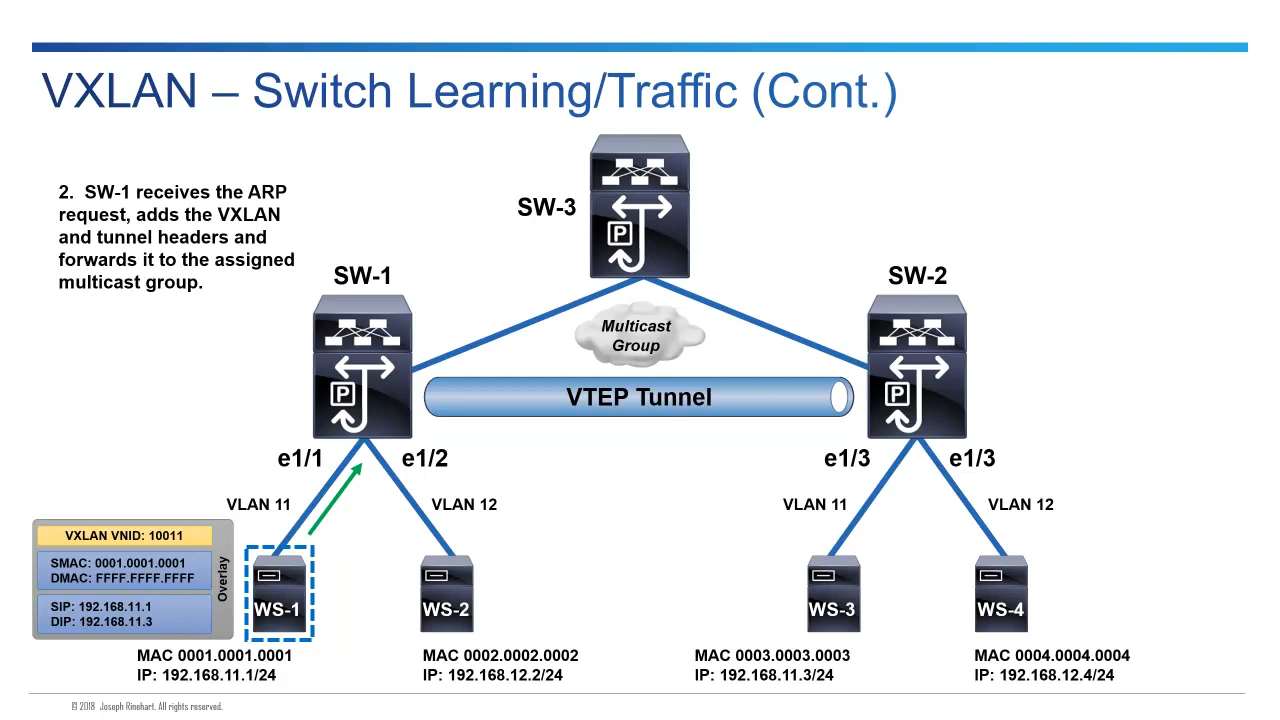 VXLAN – Switch Learning/Traffic (Cont.)
2. SW-1 receives the ARP
request, adds the VXLAN
and tunnel headers and
forwards it to the assigned
multicast group.
SW-3
P
SW-1
SW-2
Multicast
Group
P
P
VTEP Tunnel
e1/1
e1/2
e1/3
e1/3
VLAN 11
VLAN 12
VLAN 11
VLAN 12
VXLAN VNID: 10011
SMAC: 0001.0001.0001
DMAC: FFFF.FFFF.FFFF
SIP: 192.168.11.1
DIP: 192.168.11.3
Overlay
WS-1
WS-2
WS-3
WS-4
MAC 0001.0001.0001
IP: 192.168.11.1/24
MAC 0002.0002.0002
IP: 192.168.12.2/24
MAC 0003.0003.0003
IP: 192.168.11.3/24
MAC 0004.0004.0004
IP: 192.168.12.4/24
© 2018 Joseph Rinehart. All rights reserved.